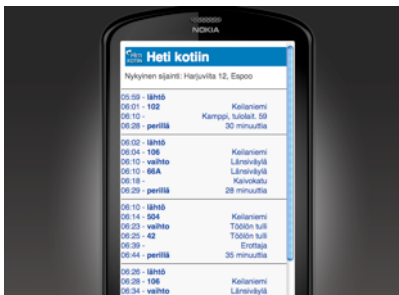 NOKIA
HETI KOTIIN
Heti kotiin
Nykyinen sijainti: Harjuviita 12, Espoo
05:59 - lähtö
06:01 - 102 Keilaniemi
06:10 - Kamppi, tulolait. 59
06:28 - perillä 30 minuuttia
06:02 - lähtö
06:04 - 106 Keilaniemi
06:10 - vaihto Länsiväylä
06:10 - 66A Länsiväylä
06:18 - Kaivokatu
06:29 - perillä 28 minuuttia
06:10 - lähtö
06:14 - 504 Keilaniemi
06:23 - vaihto Töölön tulli
06:25 - 42 Töölön tulli
06:39 - Erottaja
06:44 - perillä 35 minuuttia
06:26 - lähtö
06:28 - 106 Keilaniemi
06:34 - vaihto Länsiväylä